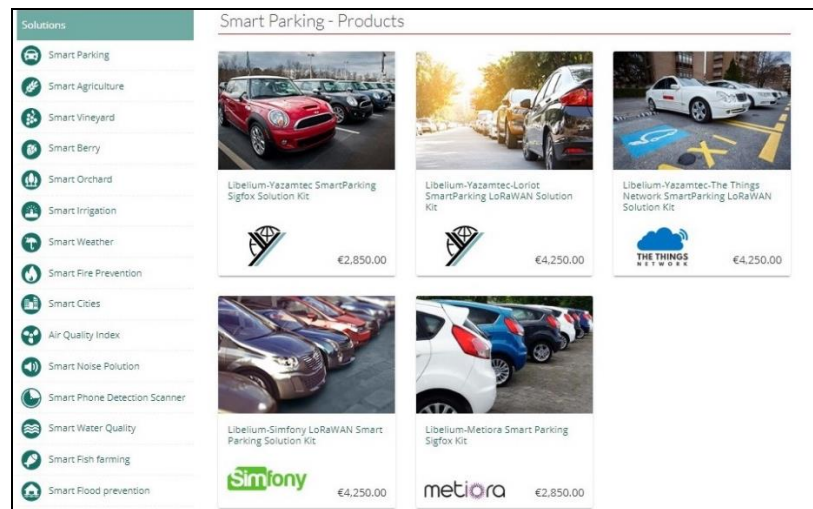 Solutions
Smart Parking
Smart Agriculture
Smart Vineyard
Smart Berry
Smart Orchard
Smart Irrigation
Smart Weather
Smart Fire Prevention
Smart Cities
Air Quality Index
Smart Noise Polution
Smart Phone Detection Scanner
Smart Water Quality
Smart Fish farming
Smart Flood prevention
Smart Parking - Products
Libelium-Yazamtec SmartParking
Sigfox Solution Kit
€2,850.00
Libelium-Yazamtec-Loriot
SmartParking LoRaWAN Solution
Kit
€4,250.00
Libelium-Yazamtec-The Things
Network SmartParking LoRaWAN
Solution Kit
THE THINGS
NETWORK
€4,250.00
Libelium-Simfony LoRaWAN Smart
Parking Solution Kit
Simfony
€4,250.00
Libelium-Metiora Smart Parking
Sigfox Kit
metiora
€2,850.00